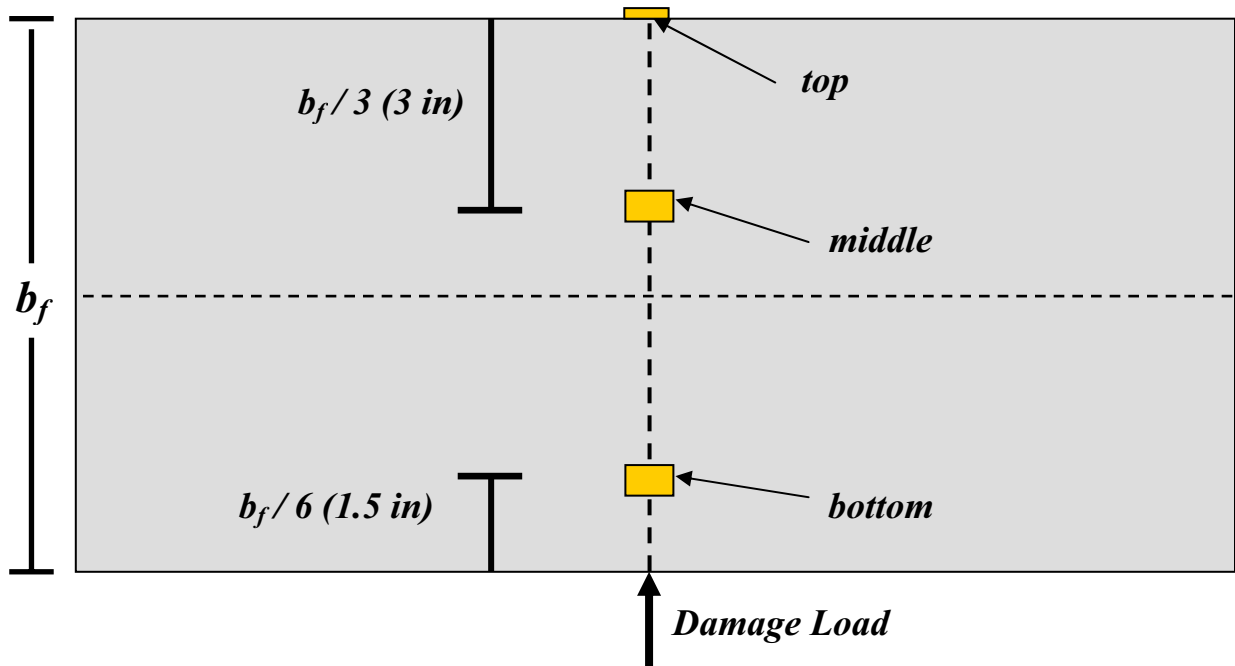 top
b_f / 3 (3 in)
middle
b_f
b_f / 6 (1.5 in)
bottom
Damage Load